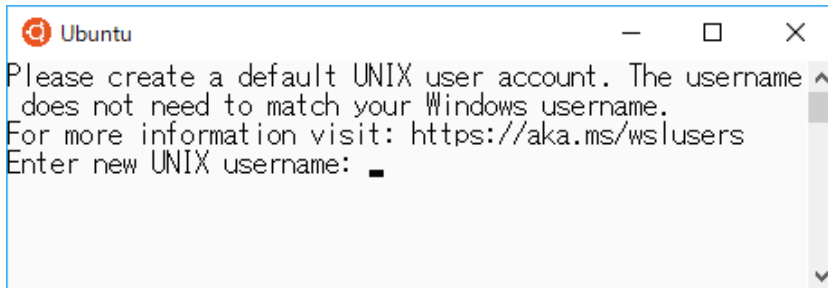 Ubuntu
Please create a default UNIX user account. The username
does not need to match your Windows username.
For more information visit: https://aka.ms/wslusers
Enter new UNIX username: